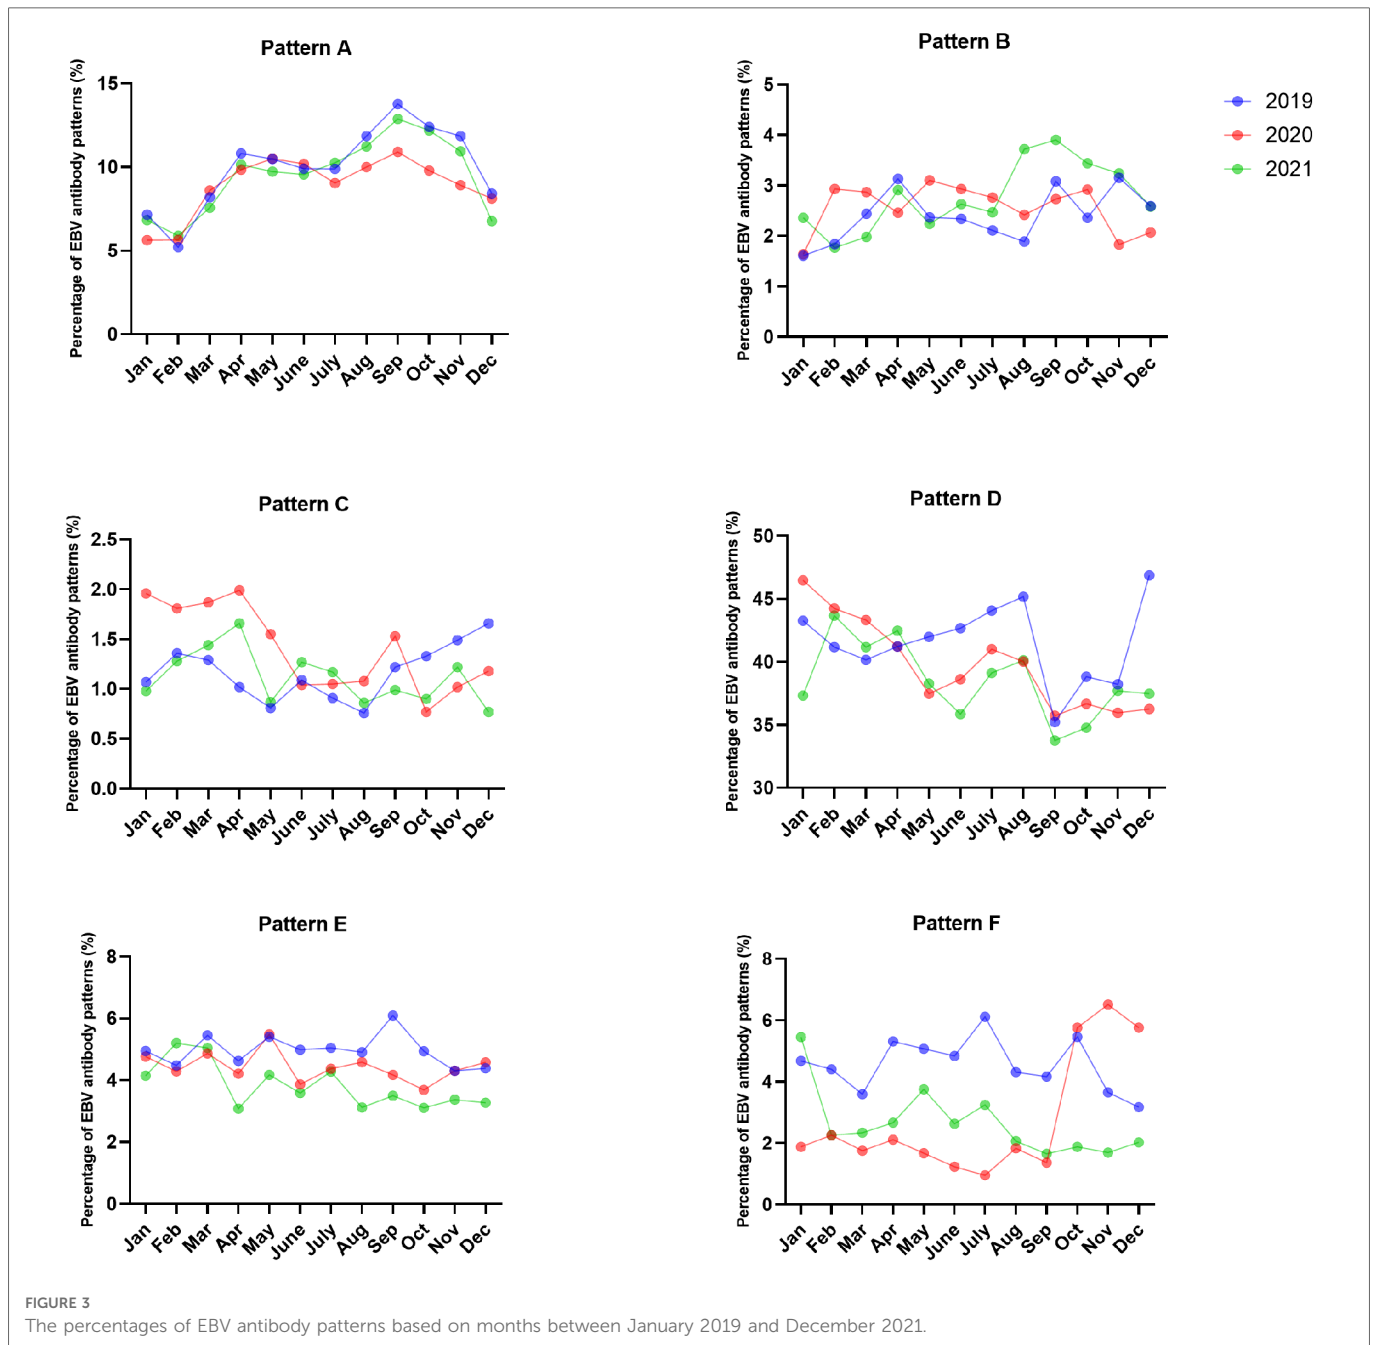 Pattern A
Percentage of EBV antibody patterns (%)
15
10
5
0
Jan Feb Mar Apr May June July Aug Sep Oct Nov Dec
Pattern B
Percentage of EBV antibody patterns (%)
5
4
3
2
1
0
Jan Feb Mar Apr May June July Aug Sep Oct Nov Dec
2019
2020
2021
Pattern C
Percentage of EBV antibody patterns (%)
2.5
2.0
1.5
1.0
0.5
0.0
Jan Feb Mar Apr May June July Aug Sep Oct Nov Dec
Pattern D
Percentage of EBV antibody patterns (%)
50
45
40
35
30
Jan Feb Mar Apr May June July Aug Sep Oct Nov Dec
Pattern E
Percentage of EBV antibody patterns (%)
8
6
4
2
0
Jan Feb Mar Apr May June July Aug Sep Oct Nov Dec
Pattern F
Percentage of EBV antibody patterns (%)
8
6
4
2
0
Jan Feb Mar Apr May June July Aug Sep Oct Nov Dec
FIGURE 3
The percentages of EBV antibody patterns based on months between January 2019 and December 2021.